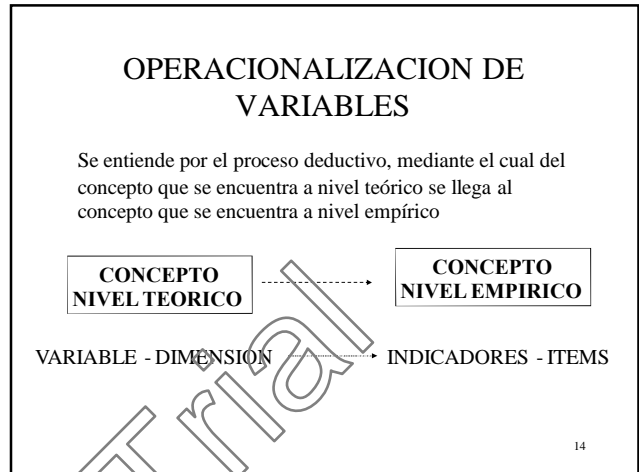 OPERACIONALIZACION DE
VARIABLES
Se entiende por el proceso deductivo, mediante el cual del
concepto que se encuentra a nivel teórico se llega al
concepto que se encuentra a nivel empírico
CONCEPTO
NIVEL TEORICO
CONCEPTO
NIVEL EMPIRICO
VARIABLE - DIMENSION
INDICADORES - ITEMS
Trial
14